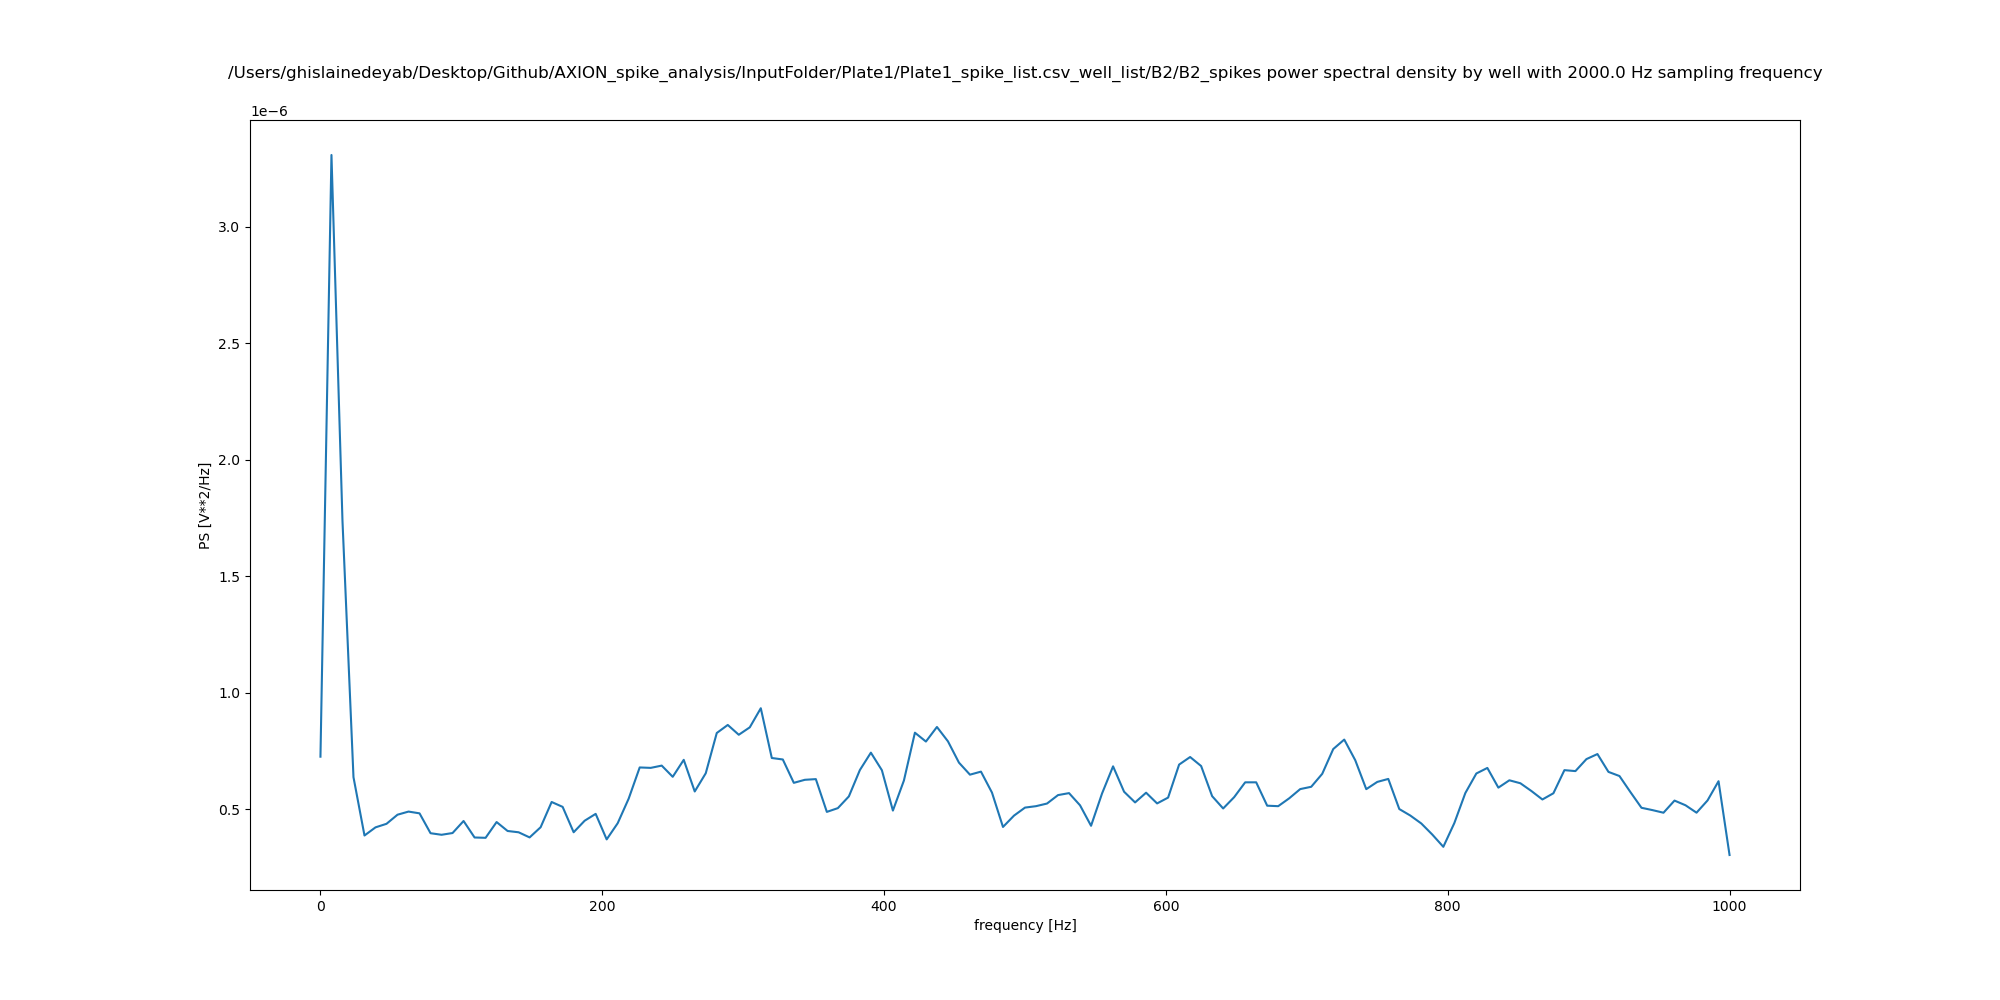 /Users/ghislainedeyab/Desktop/Github/AXION_spike_analysis/InputFolder/Plate1/Plate1_spike_list.csv_well_list/B2/B2_spikes power spectral density by well with 2000.0 Hz sampling frequency
1e−6
3.0
2.5
2.0
1.5
1.0
0.5
PS [V**2/Hz]
0 200 400 600 800 1000
frequency [Hz]